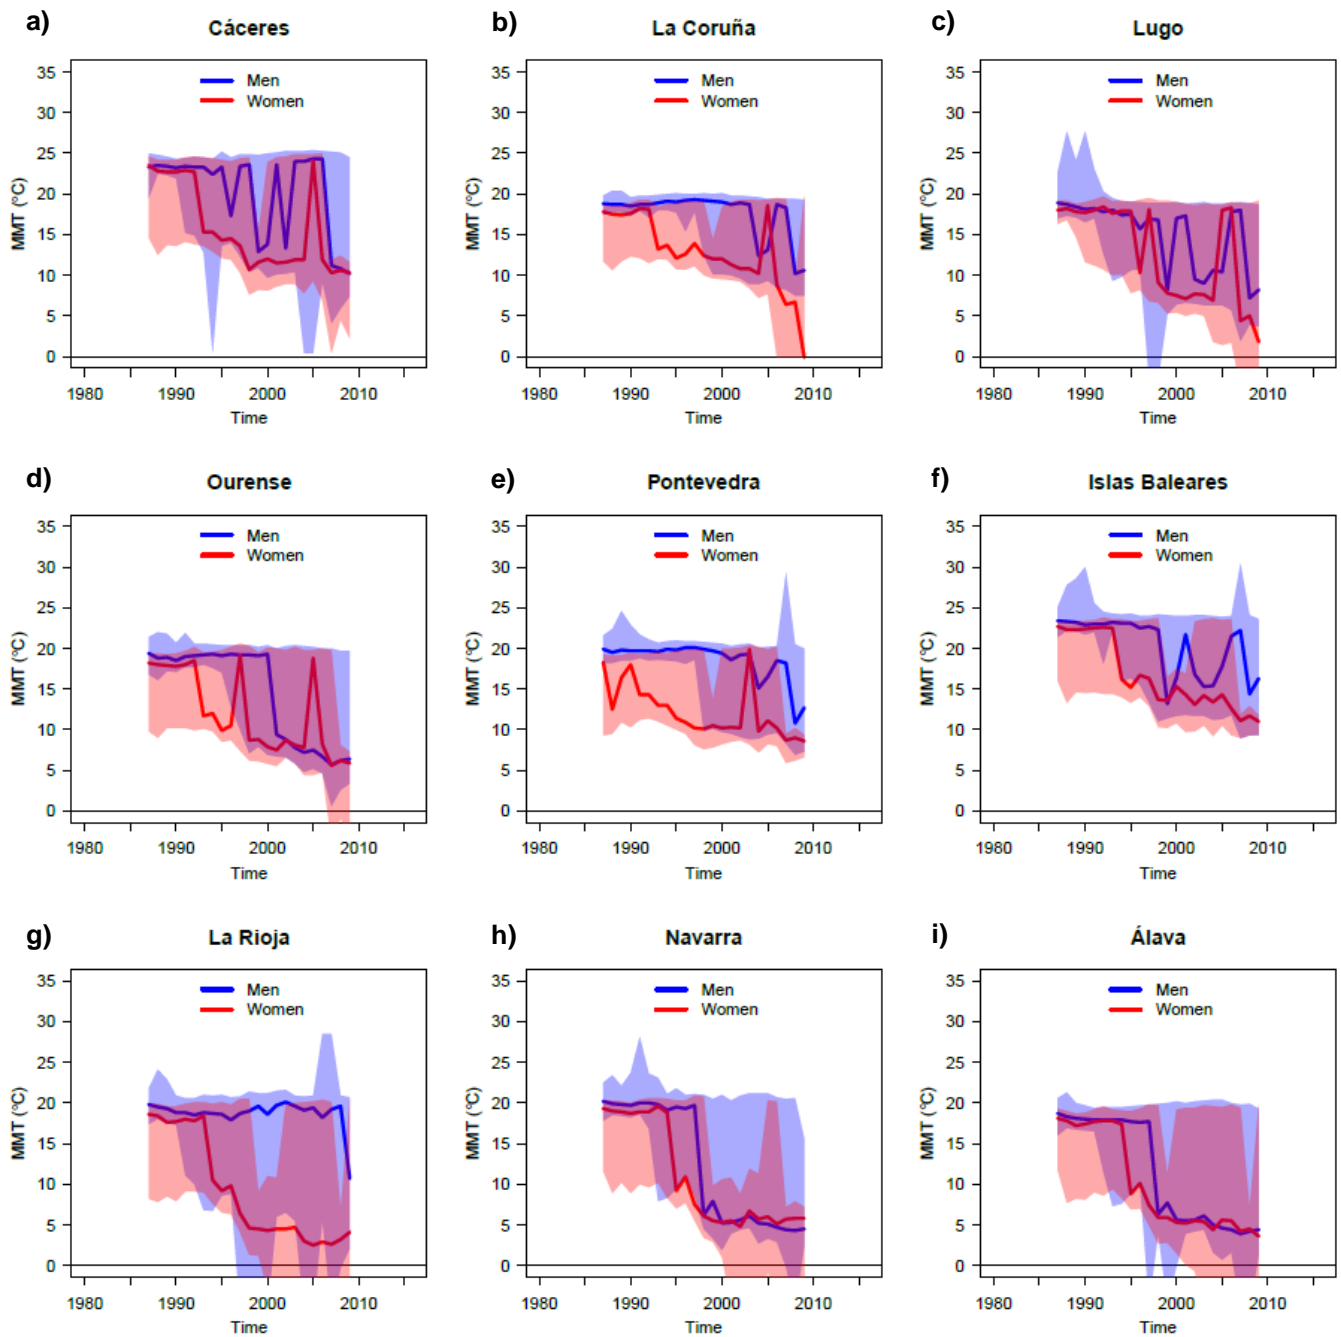 a) Cáceres
Men
Women
MMT (°C)
35
30
25
20
15
10
5
0
1980 1990 2000 2010
Time
b) La Coruña
Men
Women
MMT (°C)
35
30
25
20
15
10
5
0
1980 1990 2000 2010
Time
c) Lugo
Men
Women
MMT (°C)
35
30
25
20
15
10
5
0
1980 1990 2000 2010
Time
d) Ourense
Men
Women
MMT (°C)
35
30
25
20
15
10
5
0
1980 1990 2000 2010
Time
e) Pontevedra
Men
Women
MMT (°C)
35
30
25
20
15
10
5
0
1980 1990 2000 2010
Time
f) Islas Baleares
Men
Women
MMT (°C)
35
30
25
20
15
10
5
0
1980 1990 2000 2010
Time
g) La Rioja
Men
Women
MMT (°C)
35
30
25
20
15
10
5
0
1980 1990 2000 2010
Time
h) Navarra
Men
Women
MMT (°C)
35
30
25
20
15
10
5
0
1980 1990 2000 2010
Time
i) Álava
Men
Women
MMT (°C)
35
30
25
20
15
10
5
0
1980 1990 2000 2010
Time